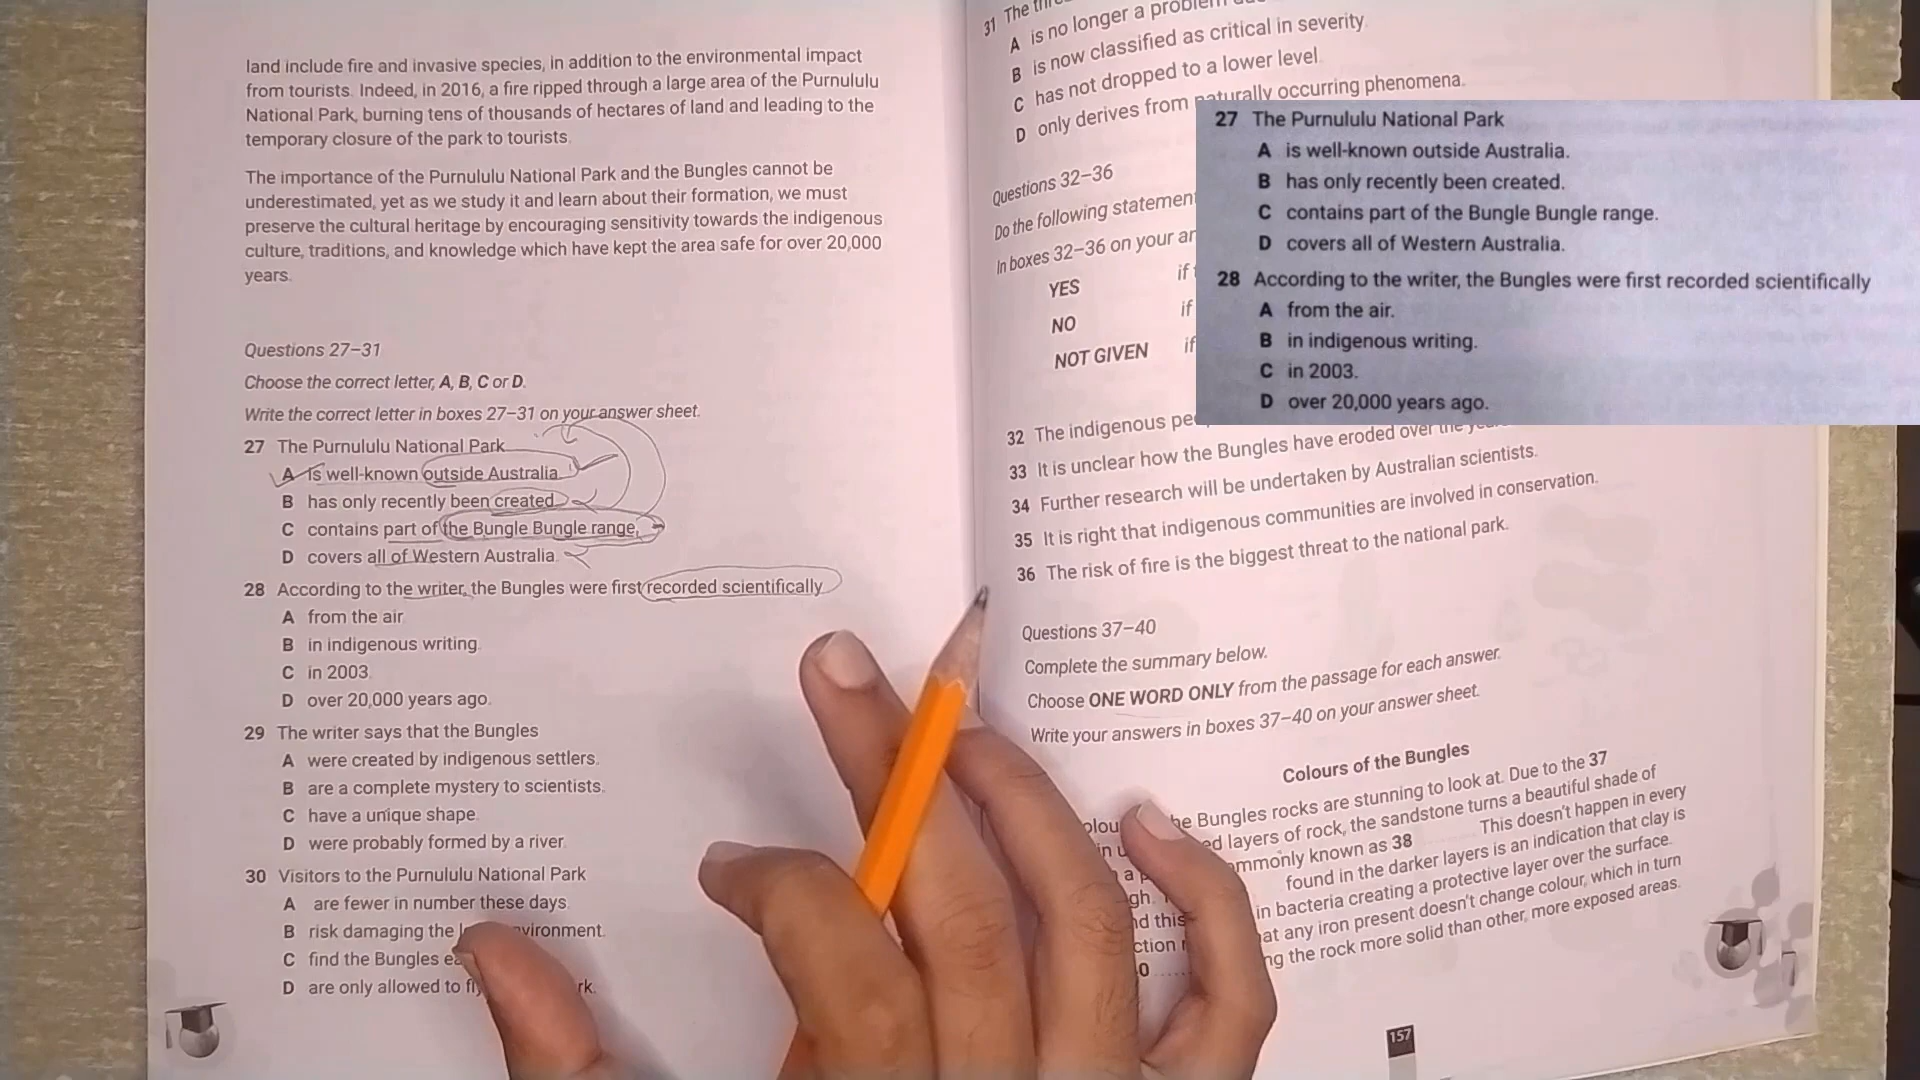 land include fire and invasive species, in addition to the environmental impact
from tourists. Indeed, in 2016, a fire ripped through a large area of the Purnululu
National Park, burning tens of thousands of hectares of land and leading to the
temporary closure of the park to tourists.
The importance of the Purnululu National Park and the Bungles cannot be
underestimated, yet as we study it and learn about their formation, we must
preserve the cultural heritage by encouraging sensitivity towards the indigenous
culture, traditions, and knowledge which have kept the area safe for over 20,000
years.
Questions 27–31
Choose the correct letter, A, B, C or D.
Write the correct letter in boxes 27–31 on your answer sheet.
27 The Purnululu National Park
A is well-known outside Australia.
B has only recently been created.
C contains part of the Bungle Bungle range.
D covers all of Western Australia.
28 According to the writer, the Bungles were first recorded scientifically
A from the air.
B in indigenous writing.
C in 2003.
D over 20,000 years ago.
29 The writer says that the Bungles
A were created by indigenous settlers.
B are a complete mystery to scientists.
C have a unique shape.
D were probably formed by a river.
30 Visitors to the Purnululu National Park
A are fewer in number these days.
B risk damaging the
C find the Bungles
D are only allowed to
31 The
A is no longer a problem
B is now classified as critical in severity.
C has not dropped to a lower level.
D only derives from naturally occurring phenomena.
Questions 32–36
Do the following
In boxes 32–36 on your
YES if
NO if
NOT GIVEN if
32 The indigenous
33 It is unclear how the Bungles have eroded over the
34 Further research will be undertaken by Australian scientists.
35 It is right that indigenous communities are involved in conservation.
36 The risk of fire is the biggest threat to the national park.
Questions 37–40
Complete the summary below.
Choose ONE WORD ONLY from the passage for each answer.
Write your answers in boxes 37–40 on your answer sheet.
Colours of the Bungles
Bungles rocks are stunning to look at. Due to the 37
layers of rock, the sandstone turns a beautiful shade of
known as 38 This doesn't happen in every
found in the darker layers is an indication that clay is
in bacteria creating a protective layer over the surface.
any iron present doesn't change colour, which in turn
the rock more solid than other, more exposed areas.
157
27 The Purnululu National Park
A is well-known outside Australia.
B has only recently been created.
C contains part of the Bungle Bungle range.
D covers all of Western Australia.
28 According to the writer, the Bungles were first recorded scientifically
A from the air.
B in indigenous writing.
C in 2003.
D over 20,000 years ago.